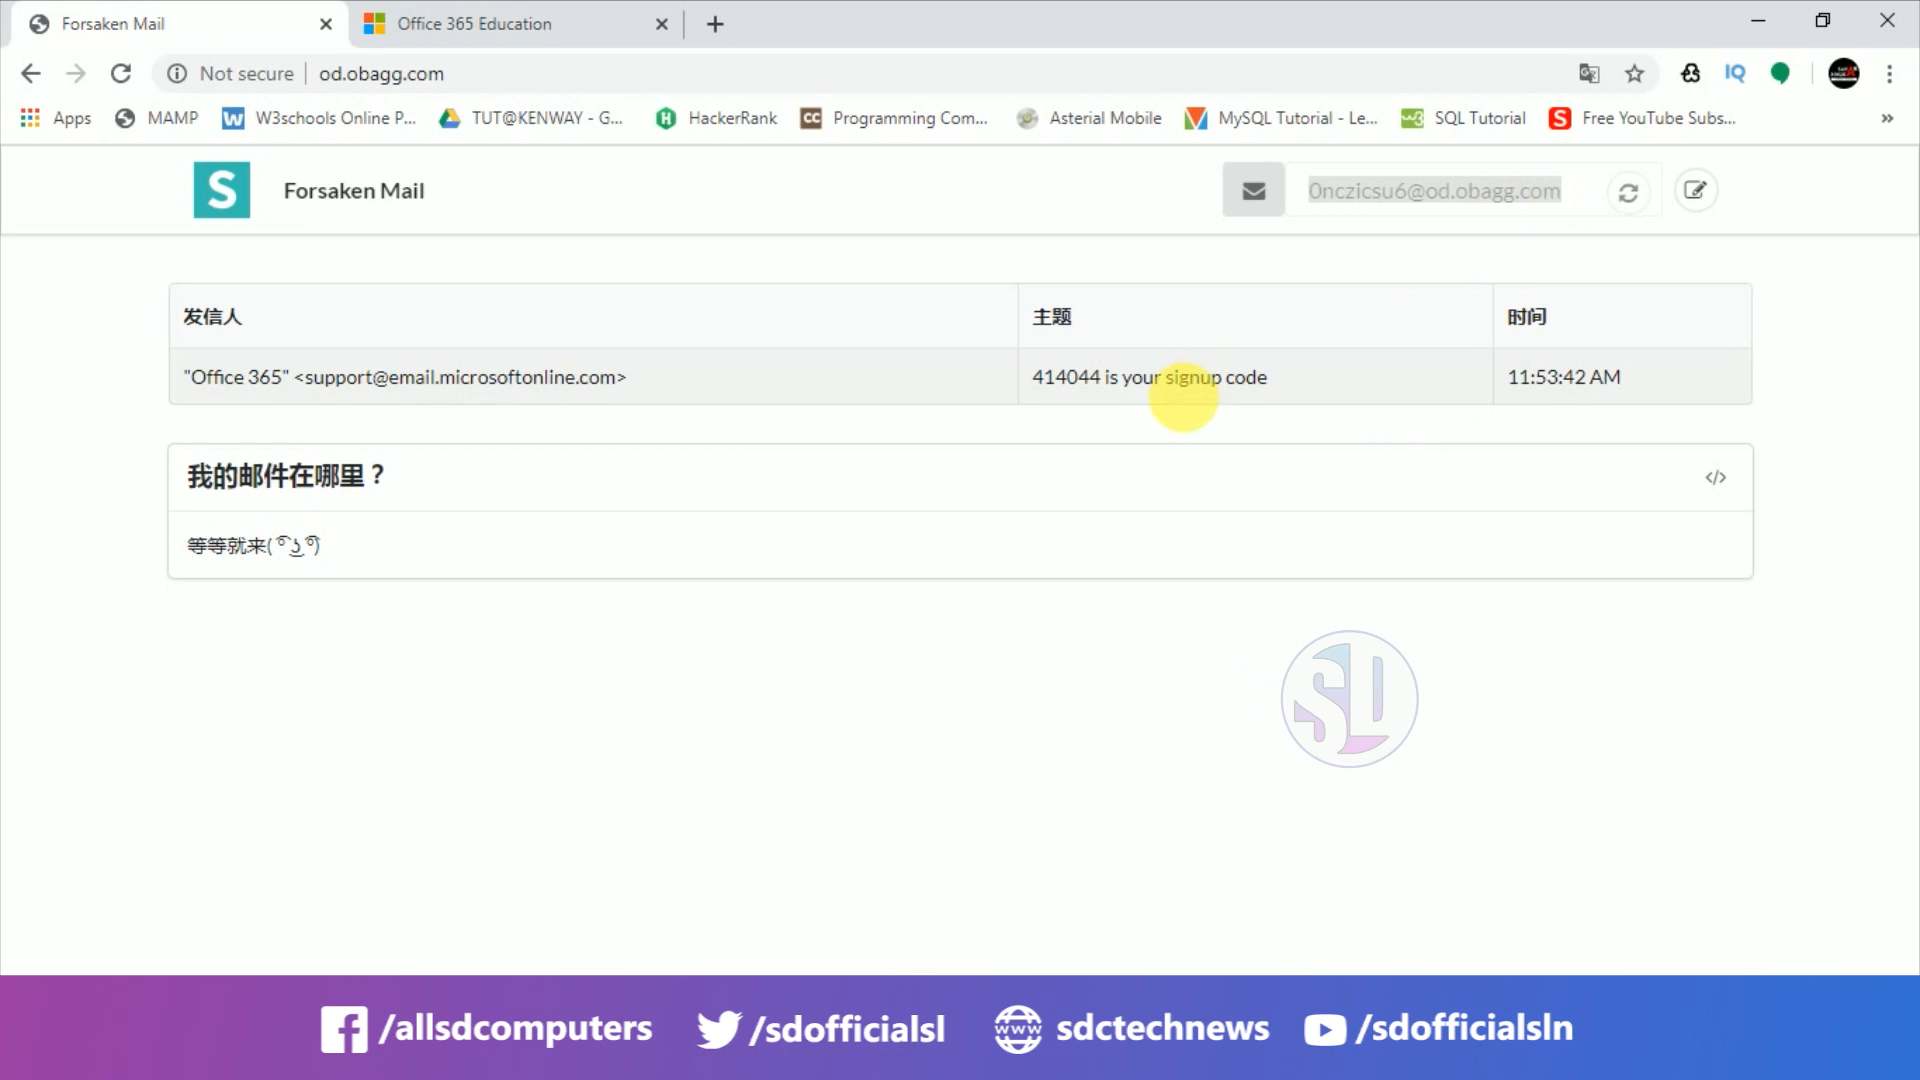 Forsaken Mail
Office 365 Education
Not secure
od.obagg.com
IQ
Apps
MAMP
W3schools Online P...
TUT@KENWAY - G...
HackerRank
Programming Com...
Asterial Mobile
MySQL Tutorial - Le...
SQL Tutorial
Free YouTube Subs...
S
Forsaken Mail
0nczicsu6@od.obagg.com
发信人
主题
时间
"Office 365" <support@email.microsoftonline.com>
414044 is your signup code
11:53:42 AM
我的邮件在哪里？
</>
等等就来( ͡° ͜ʖ ͡°)
SD
/allsdcomputers
/sdofficialsl
www
sdctechnews
/sdofficialsln